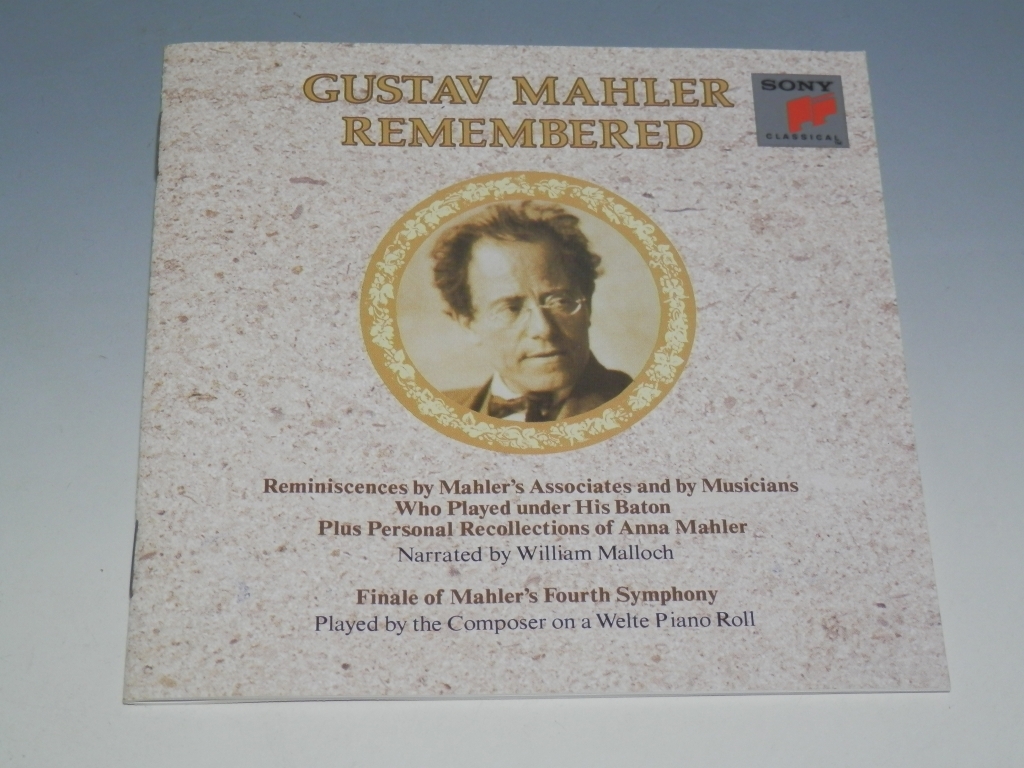 GUSTAV MAHLER
REMEMBERED
SONY
CLASSICAL
Reminiscences by Mahler's Associates and by Musicians
Who Played under His Baton
Plus Personal Recollections of Anna Mahler
Narrated by William Malloch
Finale of Mahler's Fourth Symphony
Played by the Composer on a Welte Piano Roll